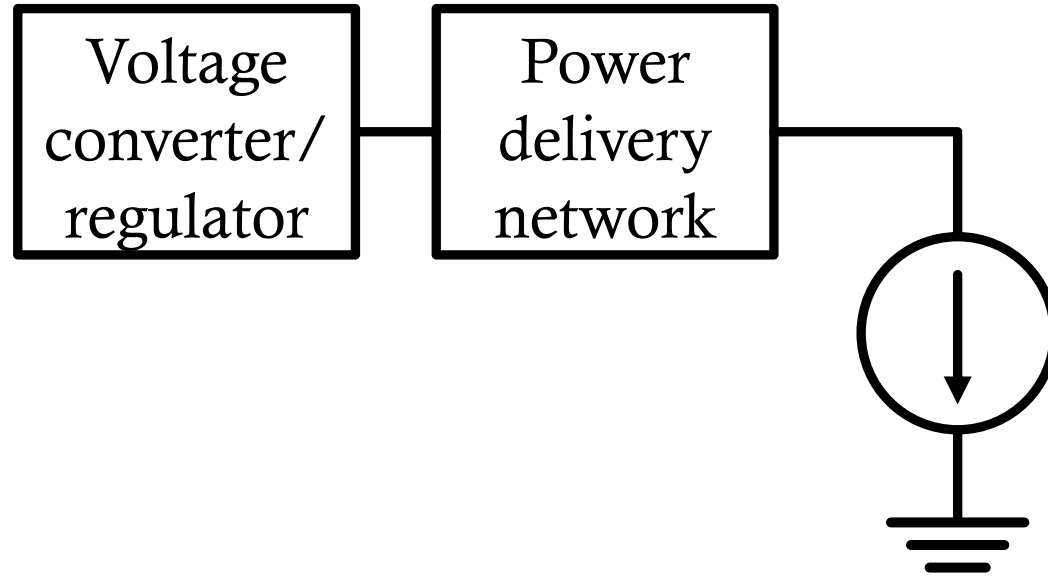 Voltage
converter/
regulator
Power
delivery
network